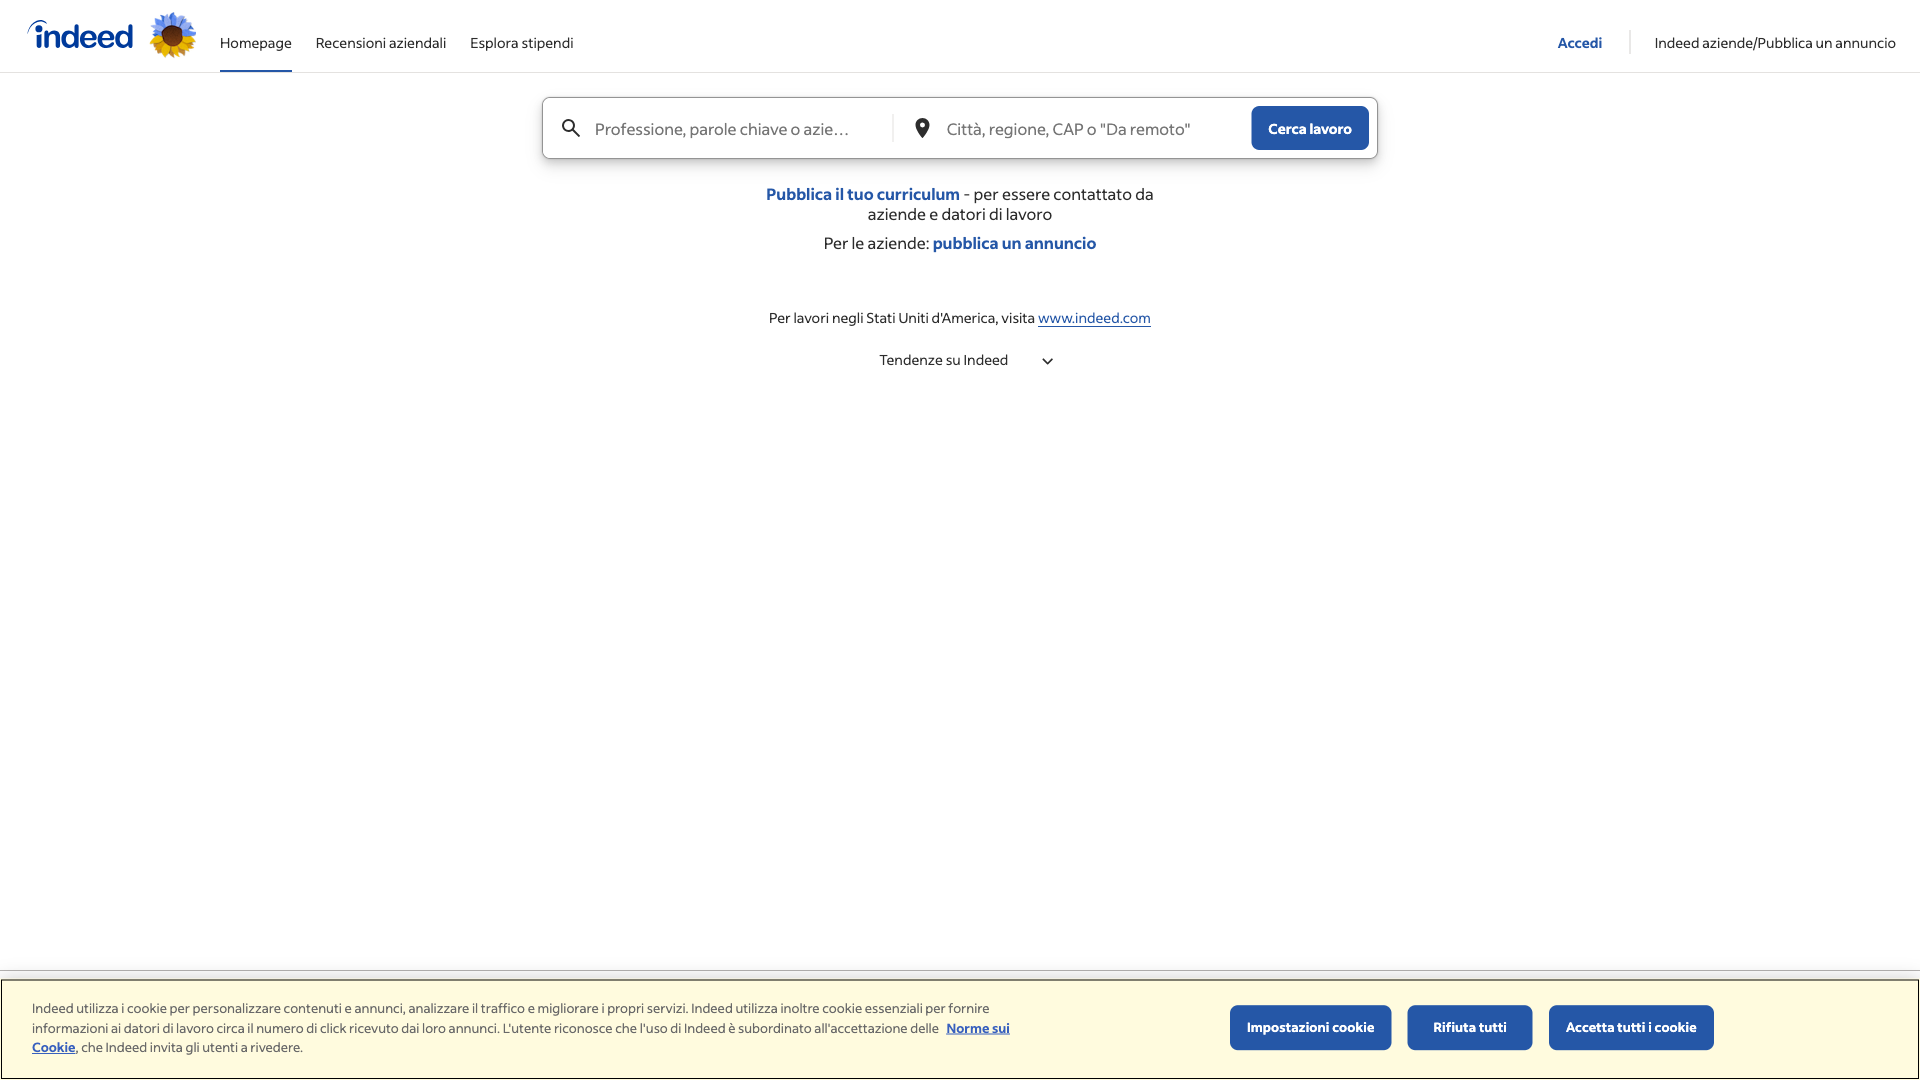 indeed
Homepage
Recensioni aziendali
Esplora stipendi
Accedi
Indeed aziende/Pubblica un annuncio
Professione, parole chiave o azie…
Città, regione, CAP o "Da remoto"
Cerca lavoro
Pubblica il tuo curriculum - per essere contattato da
aziende e datori di lavoro
Per le aziende: pubblica un annuncio
Per lavori negli Stati Uniti d'America, visita www.indeed.com
Tendenze su Indeed
Indeed utilizza i cookie per personalizzare contenuti e annunci, analizzare il traffico e migliorare i propri servizi. Indeed utilizza inoltre cookie essenziali per fornire
informazioni ai datori di lavoro circa il numero di click ricevuto dai loro annunci. L'utente riconosce che l'uso di Indeed è subordinato all'accettazione delle Norme sui
Cookie, che Indeed invita gli utenti a rivedere.
Impostazioni cookie
Rifiuta tutti
Accetta tutti i cookie